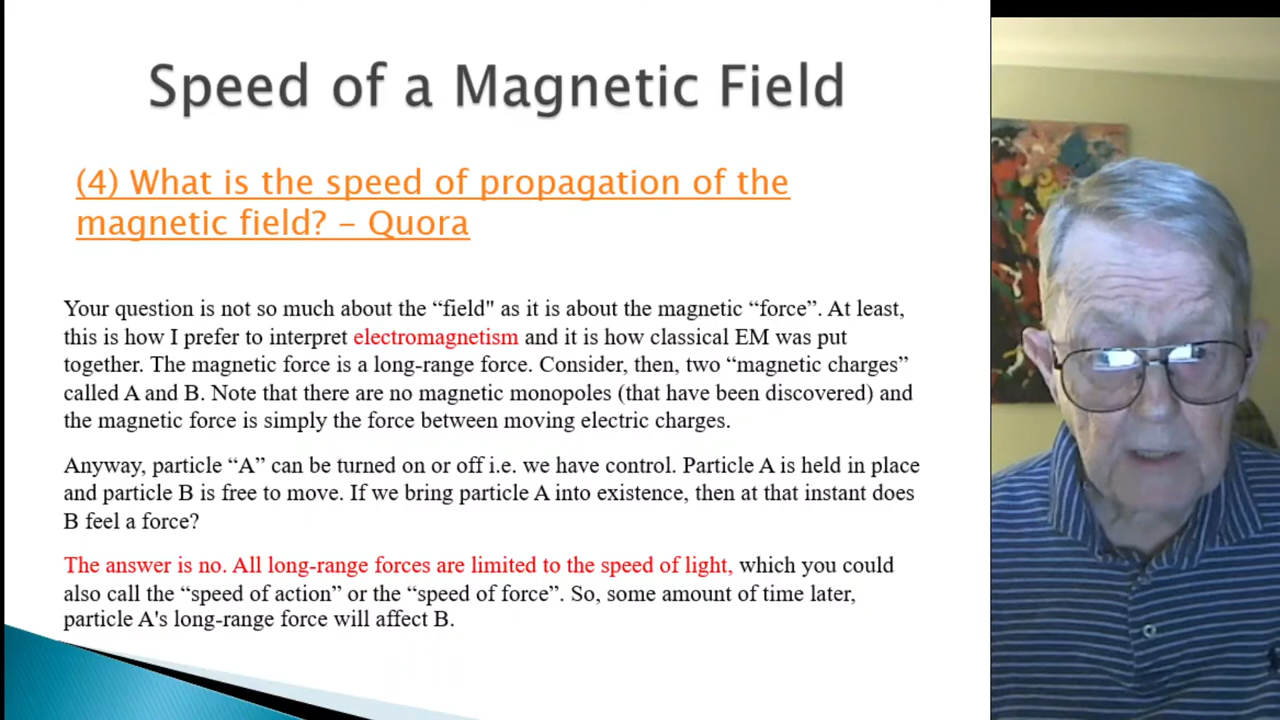 Speed of a Magnetic Field
(4) What is the speed of propagation of the
magnetic field? – Quora
Your question is not so much about the “field" as it is about the magnetic “force”. At least,
this is how I prefer to interpret electromagnetism and it is how classical EM was put
together. The magnetic force is a long-range force. Consider, then, two “magnetic charges”
called A and B. Note that there are no magnetic monopoles (that have been discovered) and
the magnetic force is simply the force between moving electric charges.
Anyway, particle “A” can be turned on or off i.e. we have control. Particle A is held in place
and particle B is free to move. If we bring particle A into existence, then at that instant does
B feel a force?
The answer is no. All long-range forces are limited to the speed of light, which you could
also call the “speed of action” or the “speed of force”. So, some amount of time later,
particle A's long-range force will affect B.